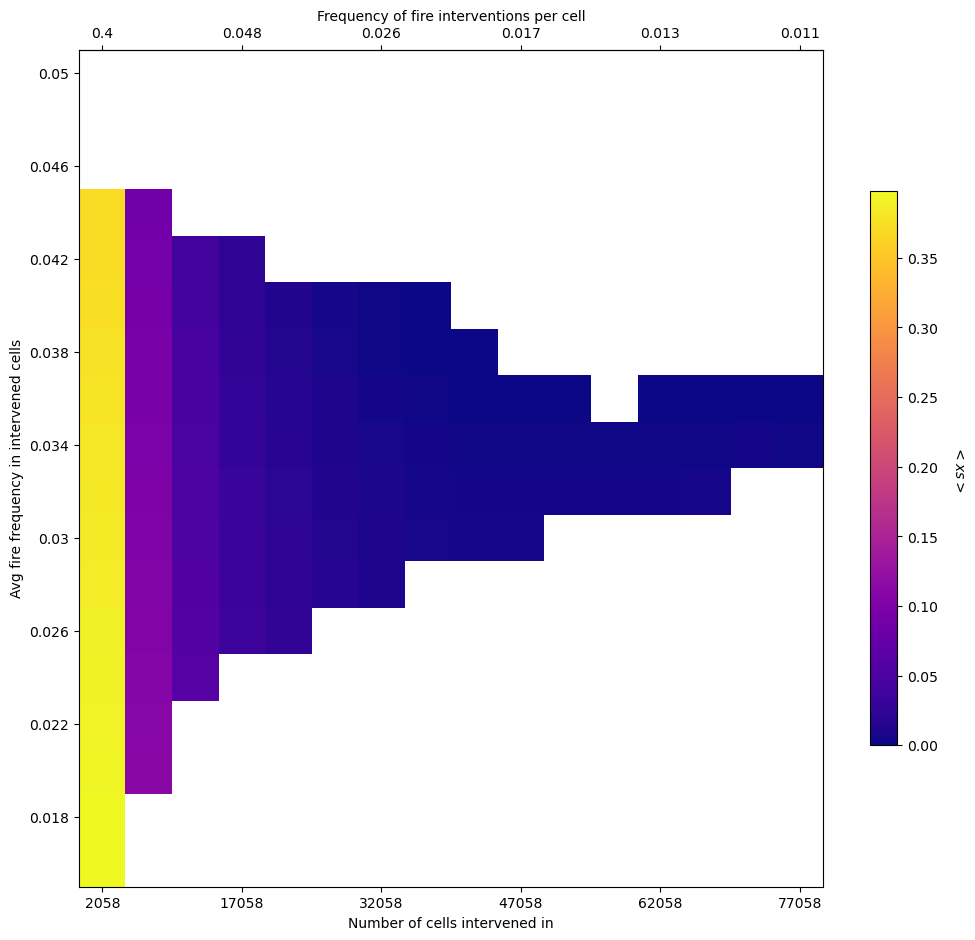 Frequency of fire interventions per cell
0.4 0.048 0.026 0.017 0.013 0.011
0.05
0.046
0.042
0.038
0.034
0.03
0.026
0.022
0.018
Avg fire frequency in intervened cells
2058 17058 32058 47058 62058 77058
Number of cells intervened in
0.35
0.30
0.25
0.20
0.15
0.10
0.05
0.00
< sx >